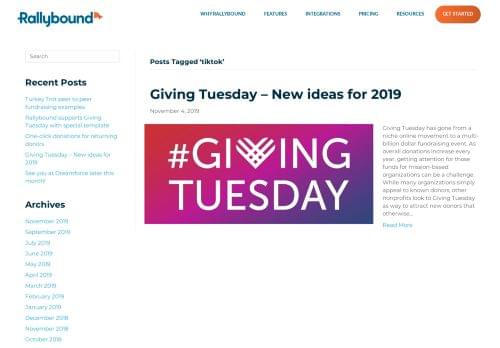 Rallybound
WHY RALLYBOUND
FEATURES
INTEGRATIONS
PRICING
RESOURCES
GET STARTED
Search
Recent Posts
Turkey Trot peer to peer
fundraising examples
Rallybound supports Giving
Tuesday with special template
One-click donations for returning
donors
Giving Tuesday – New ideas for
2019
See you at Dreamforce later this
month!
Archives
November 2019
September 2019
July 2019
June 2019
May 2019
April 2019
March 2019
February 2019
January 2019
December 2018
November 2018
October 2018
Posts Tagged ‘tiktok’
Giving Tuesday – New ideas for 2019
November 4, 2019
#GIVING
TUESDAY
Giving Tuesday has gone from a
niche online movement to a multi-
billion dollar fundraising event. As
overall donations increase every
year, getting attention for those
funds for mission-based
organizations can be a challenge.
While many organizations simply
appeal to known donors, other
nonprofits look to Giving Tuesday
as way to attract new donors that
otherwise...
Read More